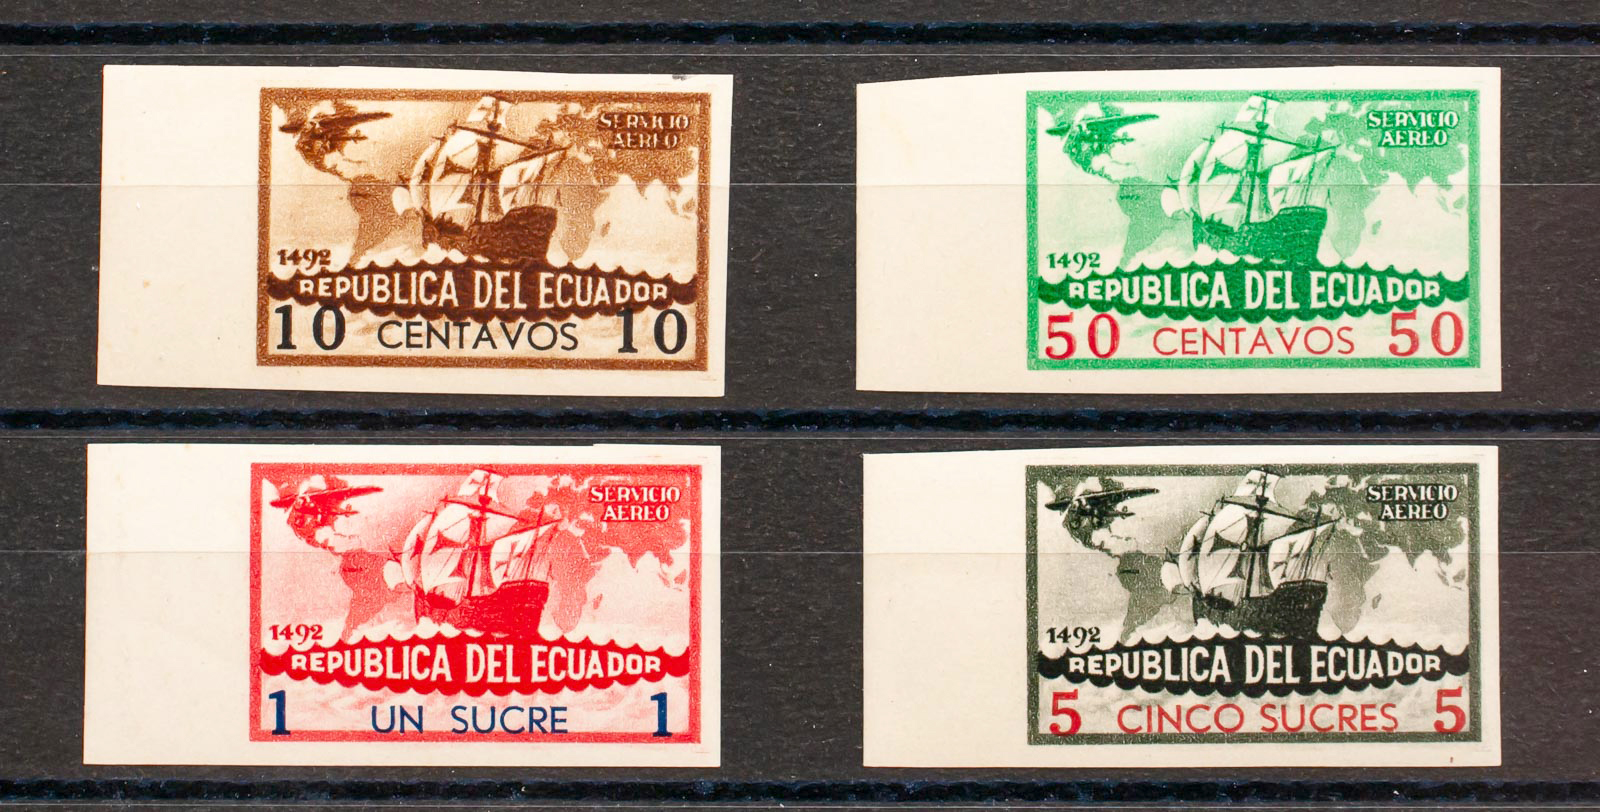 SERVICIO
AEREO
1492
REPUBLICA DEL ECUADOR
10 CENTAVOS 10
SERVICIO
AEREO
1492
REPUBLICA DEL ECUADOR
50 CENTAVOS 50
SERVICIO
AEREO
1492
REPUBLICA DEL ECUADOR
1 UN SUCRE 1
SERVICIO
AEREO
1492
REPUBLICA DEL ECUADOR
5 CINCO SUCRES 5